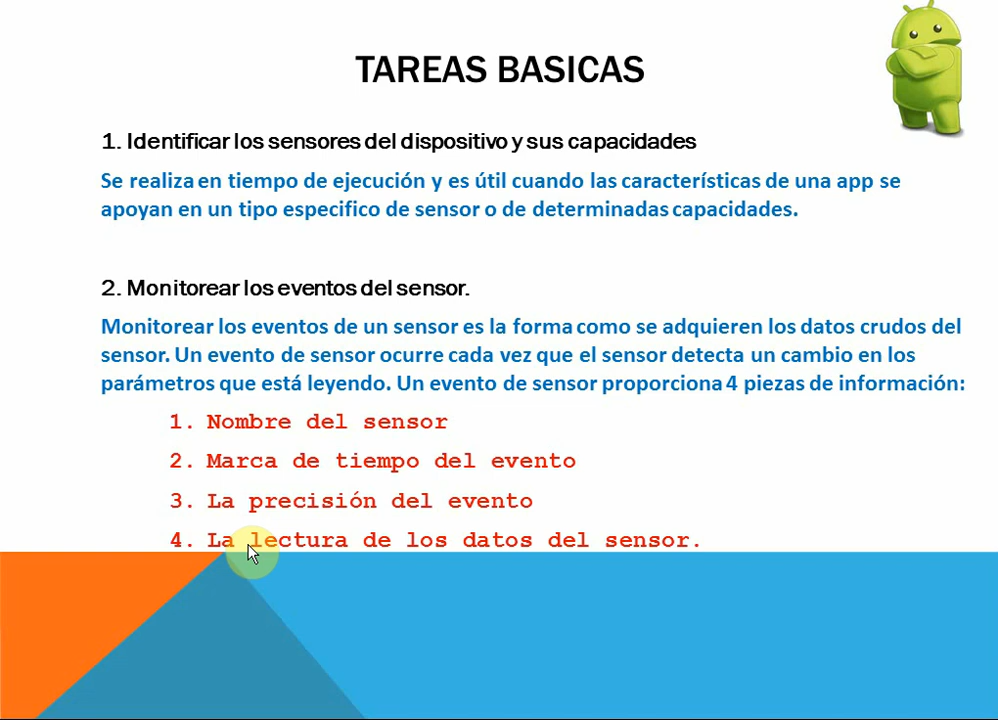 TAREAS BASICAS
1. Identificar los sensores del dispositivo y sus capacidades
Se realiza en tiempo de ejecución y es útil cuando las características de una app se
apoyan en un tipo especifico de sensor o de determinadas capacidades.
2. Monitorear los eventos del sensor.
Monitorear los eventos de un sensor es la forma como se adquieren los datos crudos del
sensor. Un evento de sensor ocurre cada vez que el sensor detecta un cambio en los
parámetros que está leyendo. Un evento de sensor proporciona 4 piezas de información:
1. Nombre del sensor
2. Marca de tiempo del evento
3. La precisión del evento
4. La lectura de los datos del sensor.